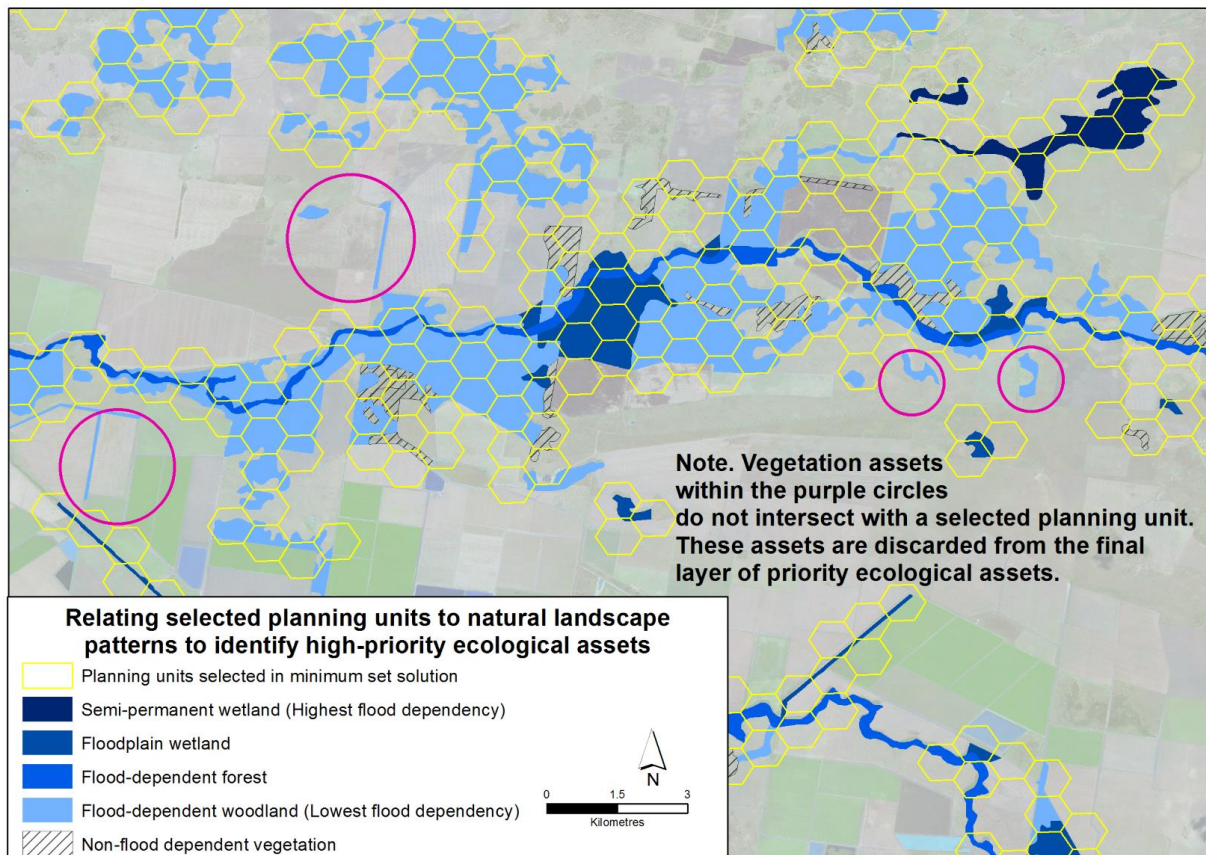 Note. Vegetation assets
within the purple circles
do not intersect with a selected planning unit.
These assets are discarded from the final
layer of priority ecological assets.
Relating selected planning units to natural landscape
patterns to identify high-priority ecological assets
Planning units selected in minimum set solution
Semi-permanent wetland (Highest flood dependency)
Floodplain wetland
Flood-dependent forest
Flood-dependent woodland (Lowest flood dependency)
Non-flood dependent vegetation
N
0 1.5 3
Kilometres